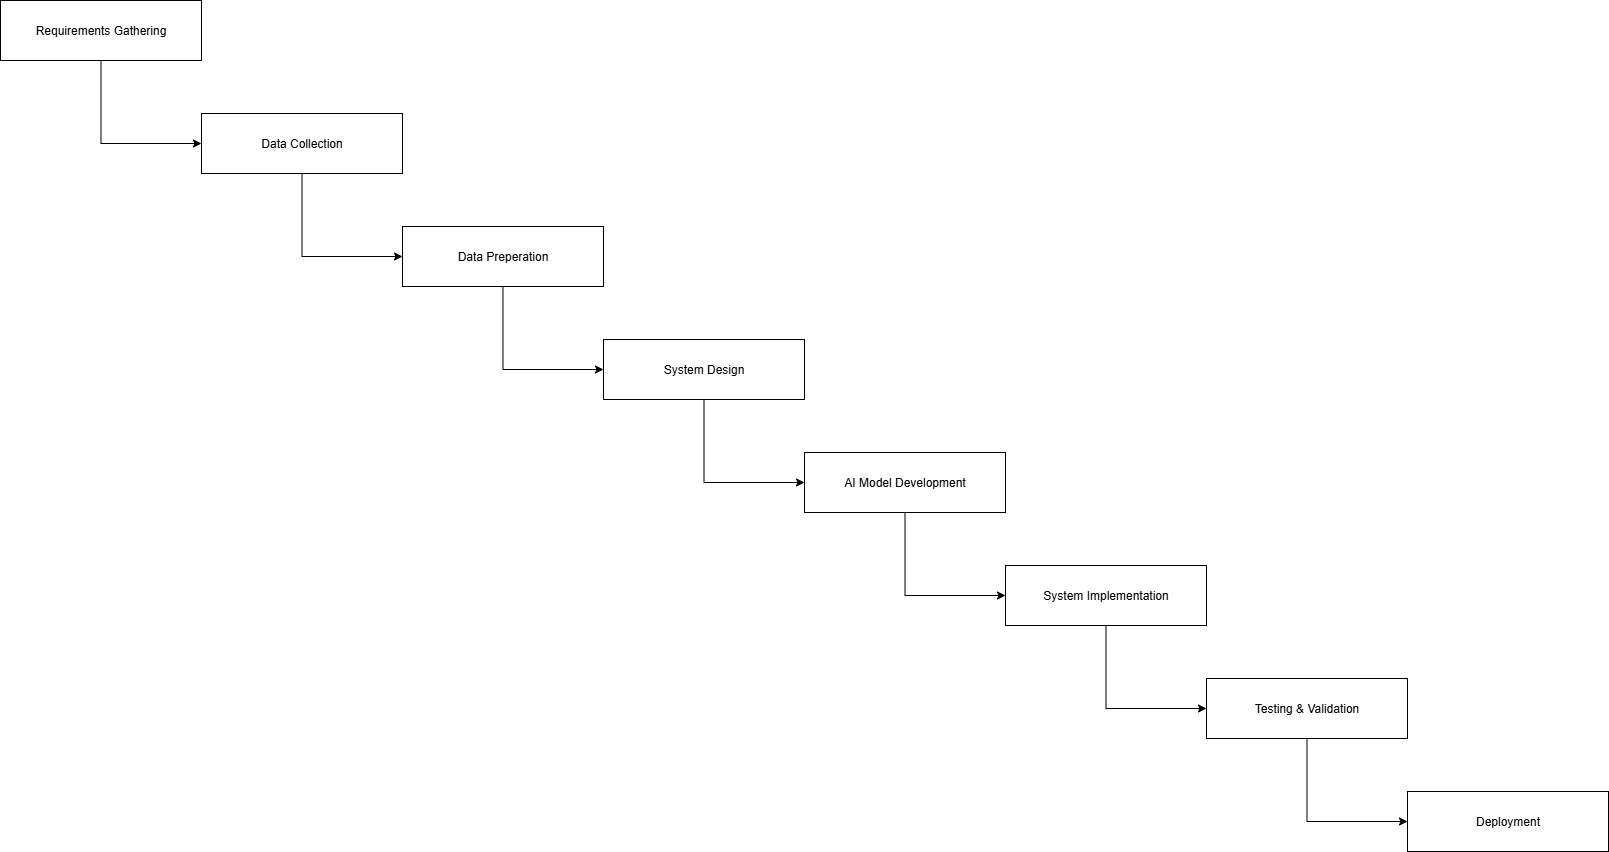 Requirements Gathering
Data Collection
Data Preperation
System Design
AI Model Development
System Implementation
Testing & Validation
Deployment